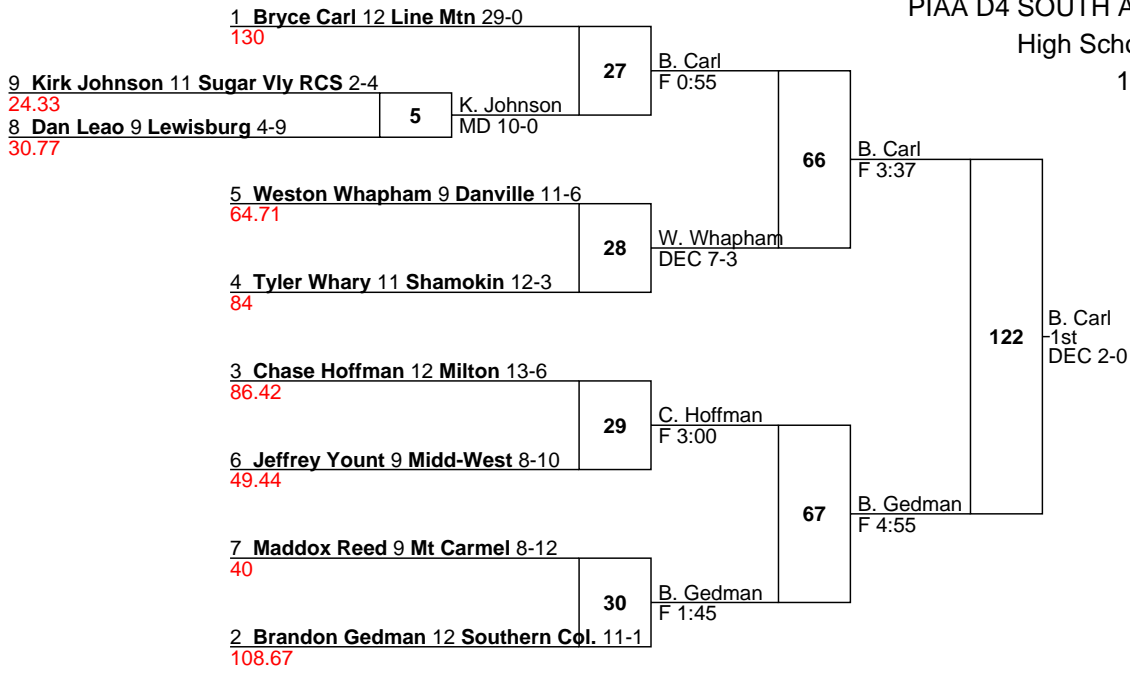 PIAA D4 SOUTH A
High Scho
1
1 Bryce Carl 12 Line Mtn 29-0
130
27
B. Carl
F 0:55
9 Kirk Johnson 11 Sugar Vly RCS 2-4
24.33
5
K. Johnson
MD 10-0
8 Dan Leao 9 Lewisburg 4-9
30.77
66
B. Carl
F 3:37
5 Weston Whapham 9 Danville 11-6
64.71
28
W. Whapham
DEC 7-3
4 Tyler Whary 11 Shamokin 12-3
84
122
B. Carl
1st
DEC 2-0
3 Chase Hoffman 12 Milton 13-6
86.42
29
C. Hoffman
F 3:00
6 Jeffrey Yount 9 Midd-West 8-10
49.44
67
B. Gedman
F 4:55
7 Maddox Reed 9 Mt Carmel 8-12
40
30
B. Gedman
F 1:45
2 Brandon Gedman 12 Southern Col. 11-1
108.67